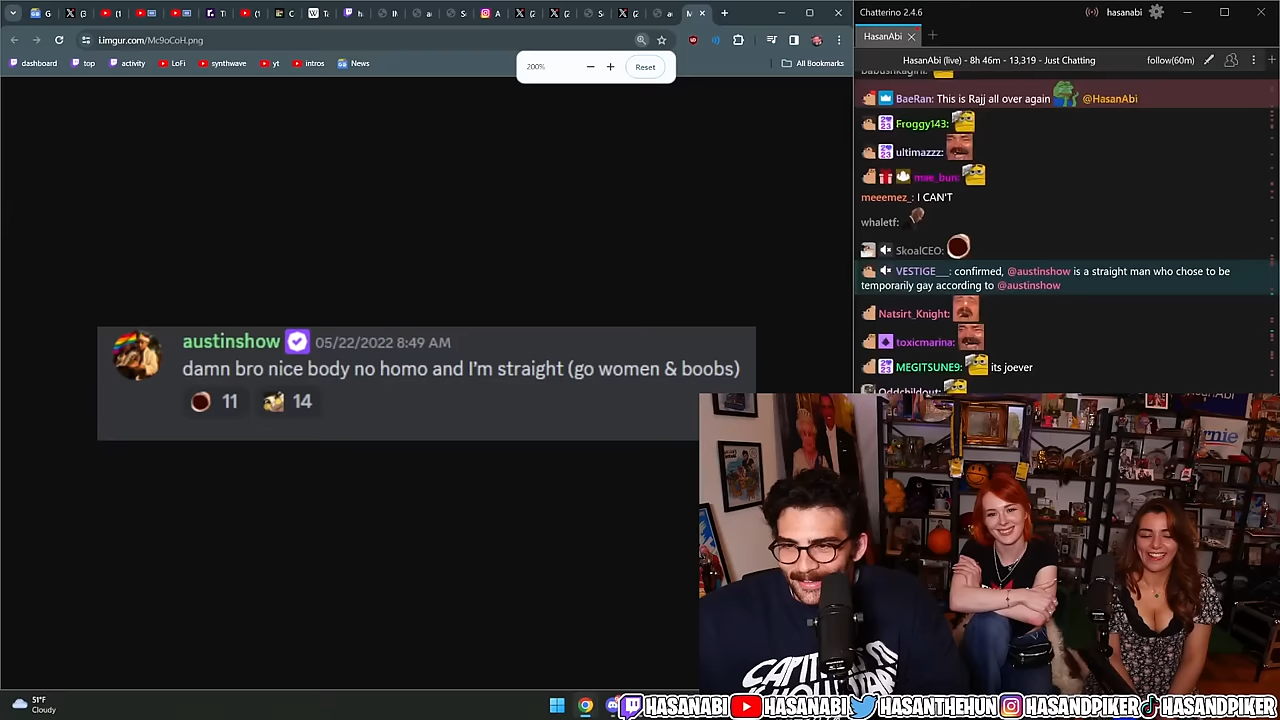 Chatterino 2.4.6
hasanabi
i.imgur.com/Mc9oCoH.png
HasanAbi
dashboard
top
activity
LoFi
synthwave
yt
intros
News
All Bookmarks
200%
Reset
HasanAbi (live) - 8h 46m - 13,319 - Just Chatting
follow(60m)
BaeRan: This is Rajj all over again @HasanAbi
Froggy143:
ultimazzz:
mae_bun:
meeemez_: I CAN'T
whaletf:
SkoalCEO:
VESTIGE__: confirmed, @austinshow is a straight man who chose to be
temporarily gay according to @austinshow
Natsirt_Knight:
toxicmarina:
MEGITSUNE9: its joever
Oddchildout:
austinshow 05/22/2022 8:49 AM
damn bro nice body no homo and I'm straight (go women & boobs)
11 14
51°F
Cloudy
HASANABI HASANABI HASANTHEHUN HASANDPIKER HASANDPIKER